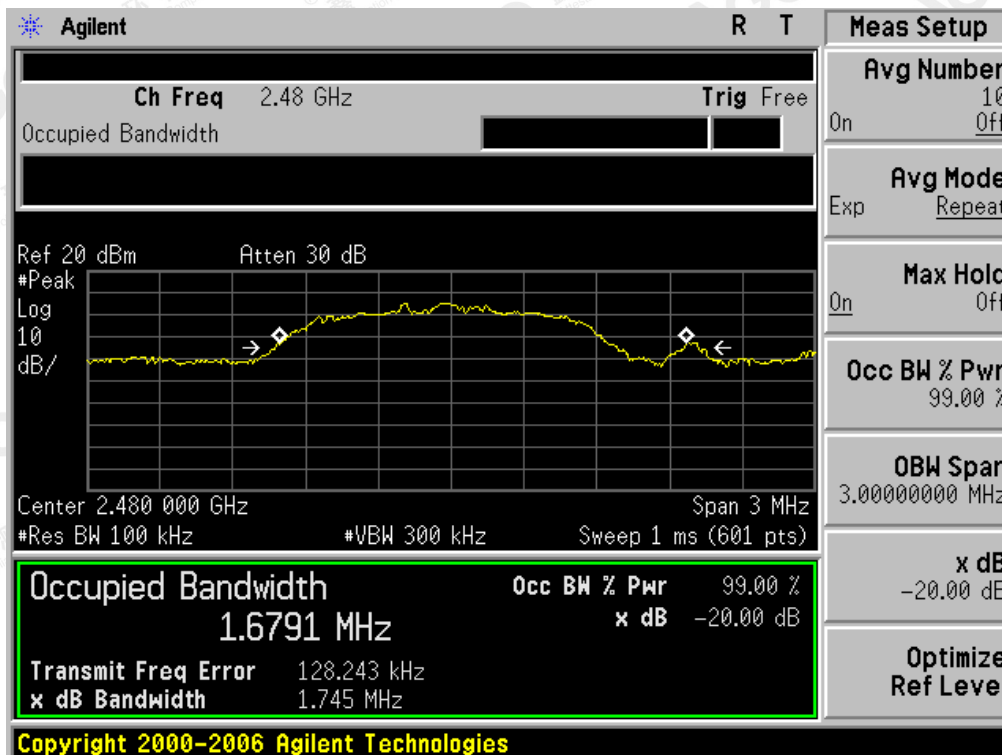 Agilent R T
Ch Freq 2.48 GHz Trig Free
Occupied Bandwidth
Ref 20 dBm Atten 30 dB
#Peak
Log
10
dB/
Center 2.480 000 GHz Span 3 MHz
#Res BW 100 kHz #VBW 300 kHz Sweep 1 ms (601 pts)
Occupied Bandwidth Occ BW % Pwr 99.00 %
1.6791 MHz x dB -20.00 dB
Transmit Freq Error 128.243 kHz
x dB Bandwidth 1.745 MHz
Copyright 2000-2006 Agilent Technologies
Meas Setup
Avg Number
10
On Off
Avg Mode
Exp Repeat
Max Hold
On Off
Occ BW % Pwr
99.00 %
OBW Span
3.00000000 MHz
x dB
-20.00 dB
Optimize
Ref Level